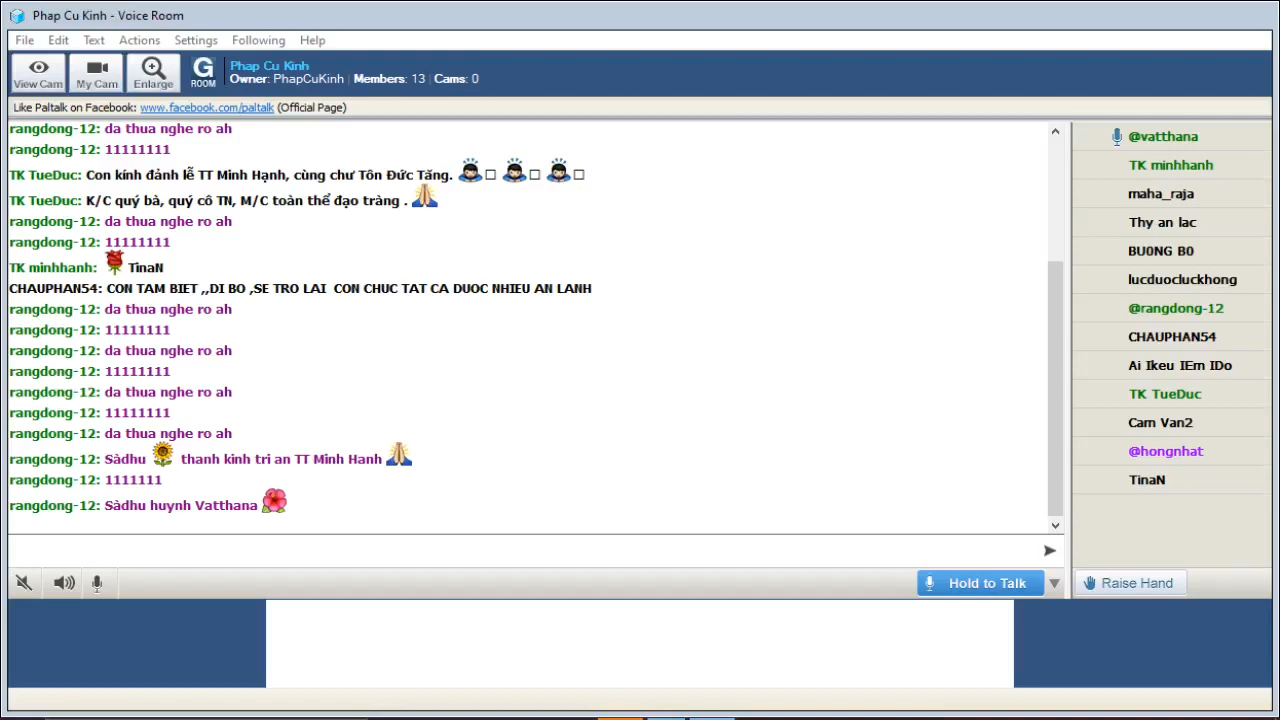 Phap Cu Kinh - Voice Room
File Edit Text Actions Settings Following Help
View Cam My Cam Enlarge G ROOM
Phap Cu Kinh
Owner: PhapCuKinh | Members: 13 | Cams: 0
Like Paltalk on Facebook: www.facebook.com/paltalk (Official Page)
rangdong-12: da thua nghe ro ah
rangdong-12: 11111111
TK TueDuc: Con kính đảnh lễ TT Minh Hạnh, cùng chư Tôn Đức Tăng.
TK TueDuc: K/C quý bà, quý cô TN, M/C toàn thể đạo tràng .
rangdong-12: da thua nghe ro ah
rangdong-12: 11111111
TK minhhanh: TinaN
CHAUPHAN54: CON TAM BIET ,,DI BO ,SE TRO LAI CON CHUC TAT CA DUOC NHIEU AN LANH
rangdong-12: da thua nghe ro ah
rangdong-12: 11111111
rangdong-12: da thua nghe ro ah
rangdong-12: 11111111
rangdong-12: da thua nghe ro ah
rangdong-12: 11111111
rangdong-12: da thua nghe ro ah
rangdong-12: Sàdhu thanh kinh tri an TT Minh Hanh
rangdong-12: 1111111
rangdong-12: Sàdhu huynh Vatthana
Hold to Talk
@vatthana
TK minhhanh
maha_raja
Thy an lac
BU0NG B0
lucduocluckhong
@rangdong-12
CHAUPHAN54
Ai Ikeu IEm IDo
TK TueDuc
Cam Van2
@hongnhat
TinaN
Raise Hand